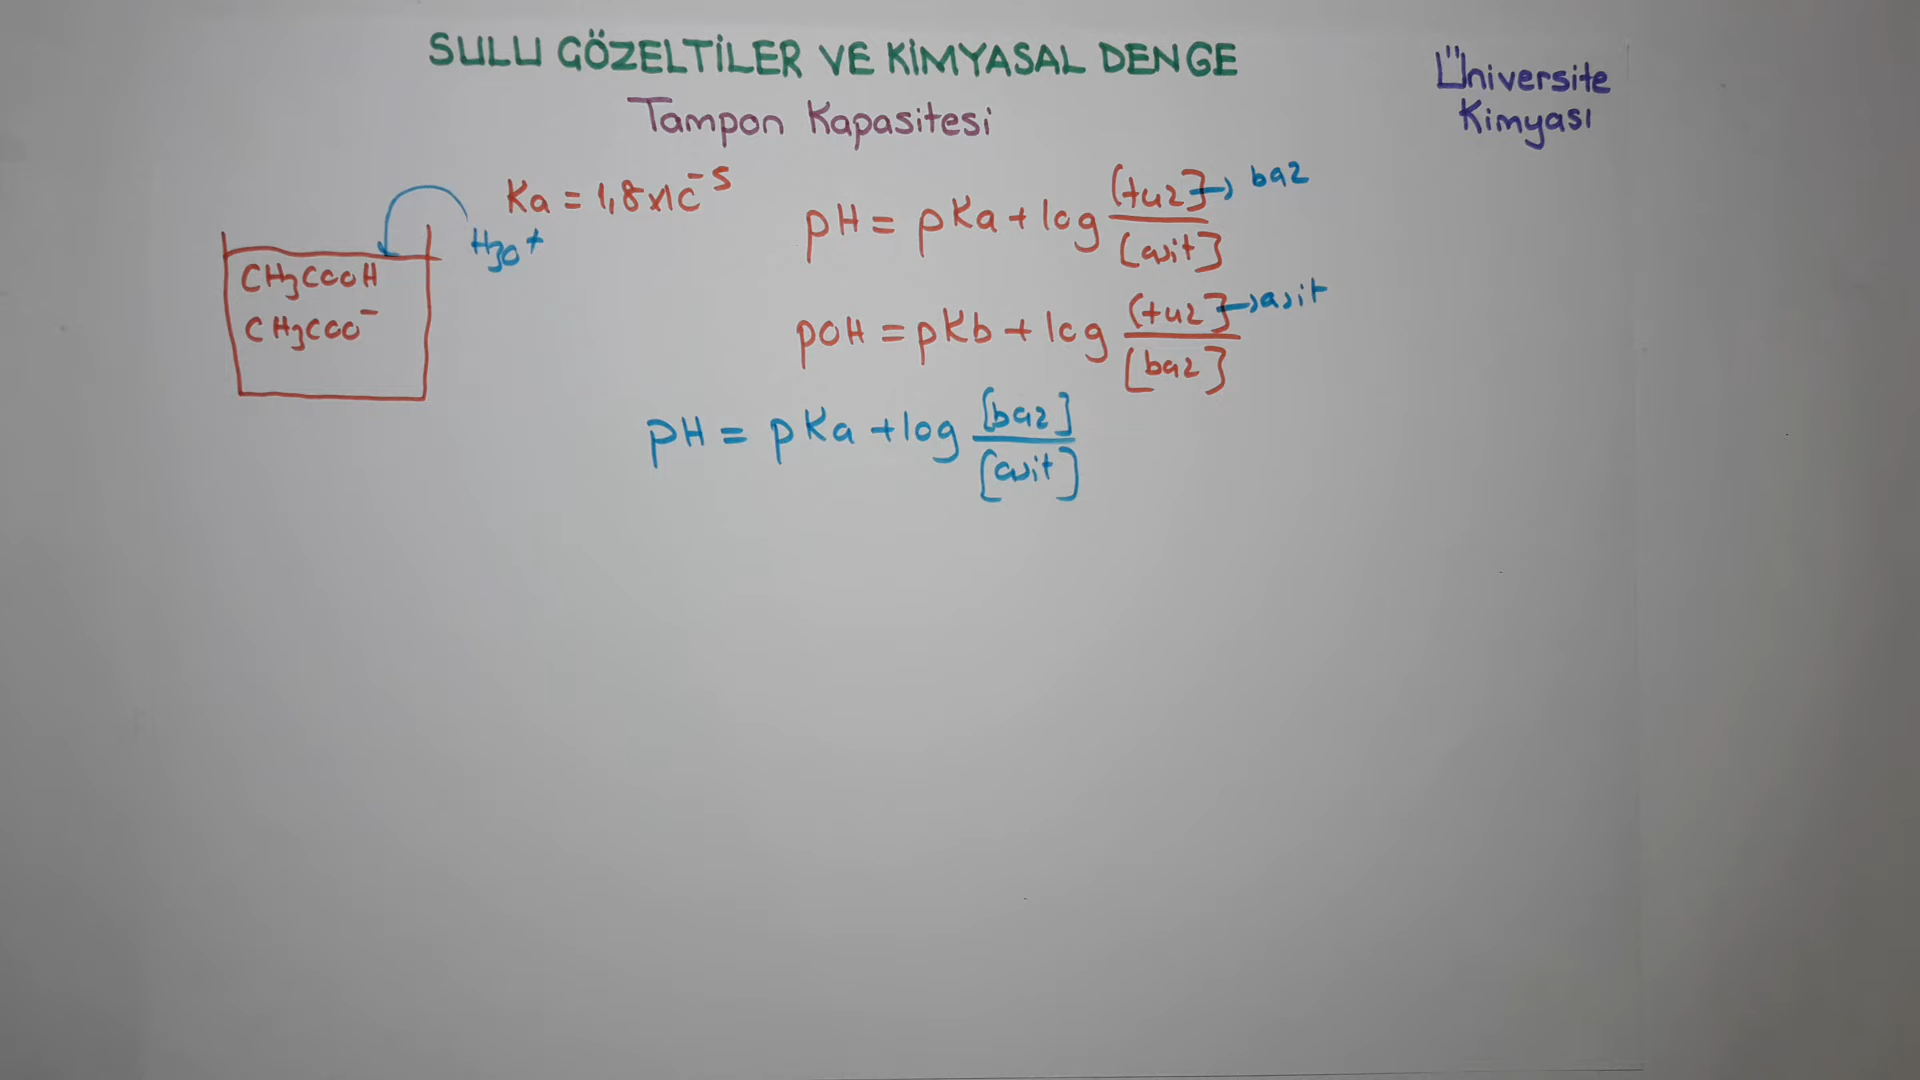 SULU GÖZELTİLER VE KİMYASAL DENGE
Tampon Kapasitesi
Üniversite
Kimyası
Ka = 1,8x10^-5
H3O+
CH3COOH
CH3COO-
pH = pKa + log [tuz] / [asit]
→ baz
pOH = pKb + log [tuz] / [baz]
→ asit
pH = pKa + log [baz] / [asit]